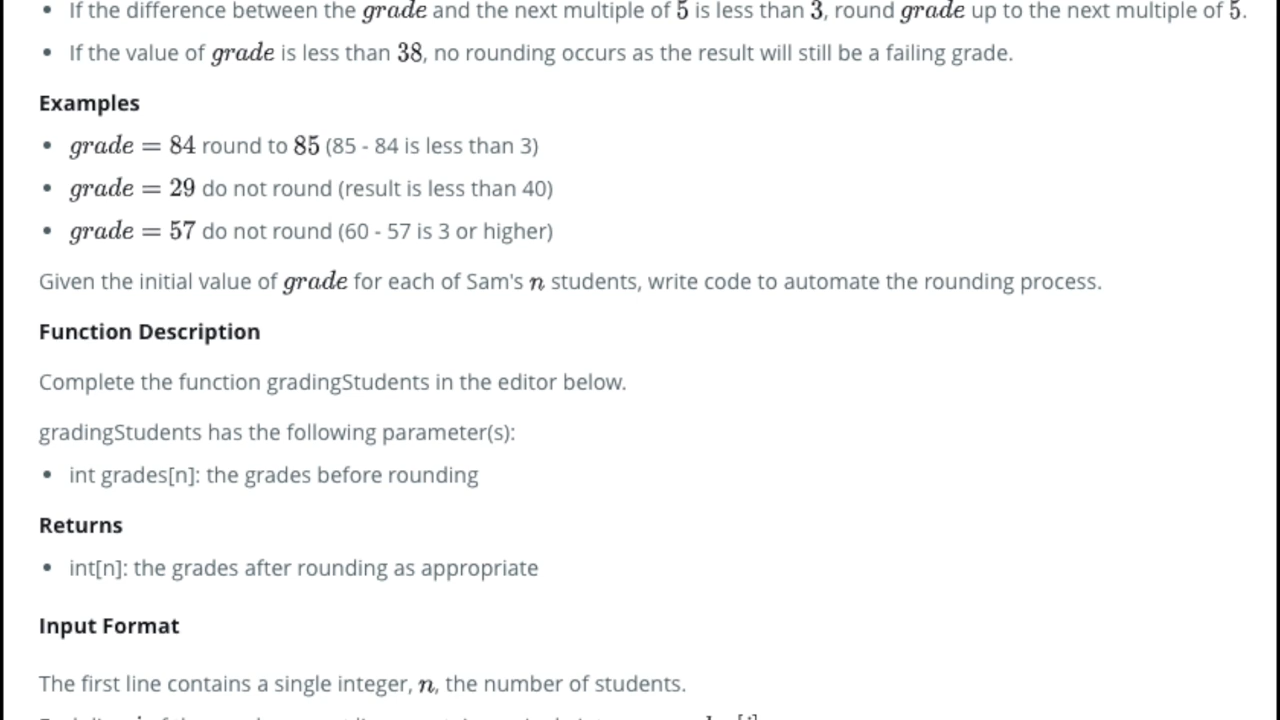 If the difference between the grade and the next multiple of 5 is less than 3, round grade up to the next multiple of 5.
If the value of grade is less than 38, no rounding occurs as the result will still be a failing grade.
Examples
grade = 84 round to 85 (85 - 84 is less than 3)
grade = 29 do not round (result is less than 40)
grade = 57 do not round (60 - 57 is 3 or higher)
Given the initial value of grade for each of Sam's n students, write code to automate the rounding process.
Function Description
Complete the function gradingStudents in the editor below.
gradingStudents has the following parameter(s):
int grades[n]: the grades before rounding
Returns
int[n]: the grades after rounding as appropriate
Input Format
The first line contains a single integer, n, the number of students.